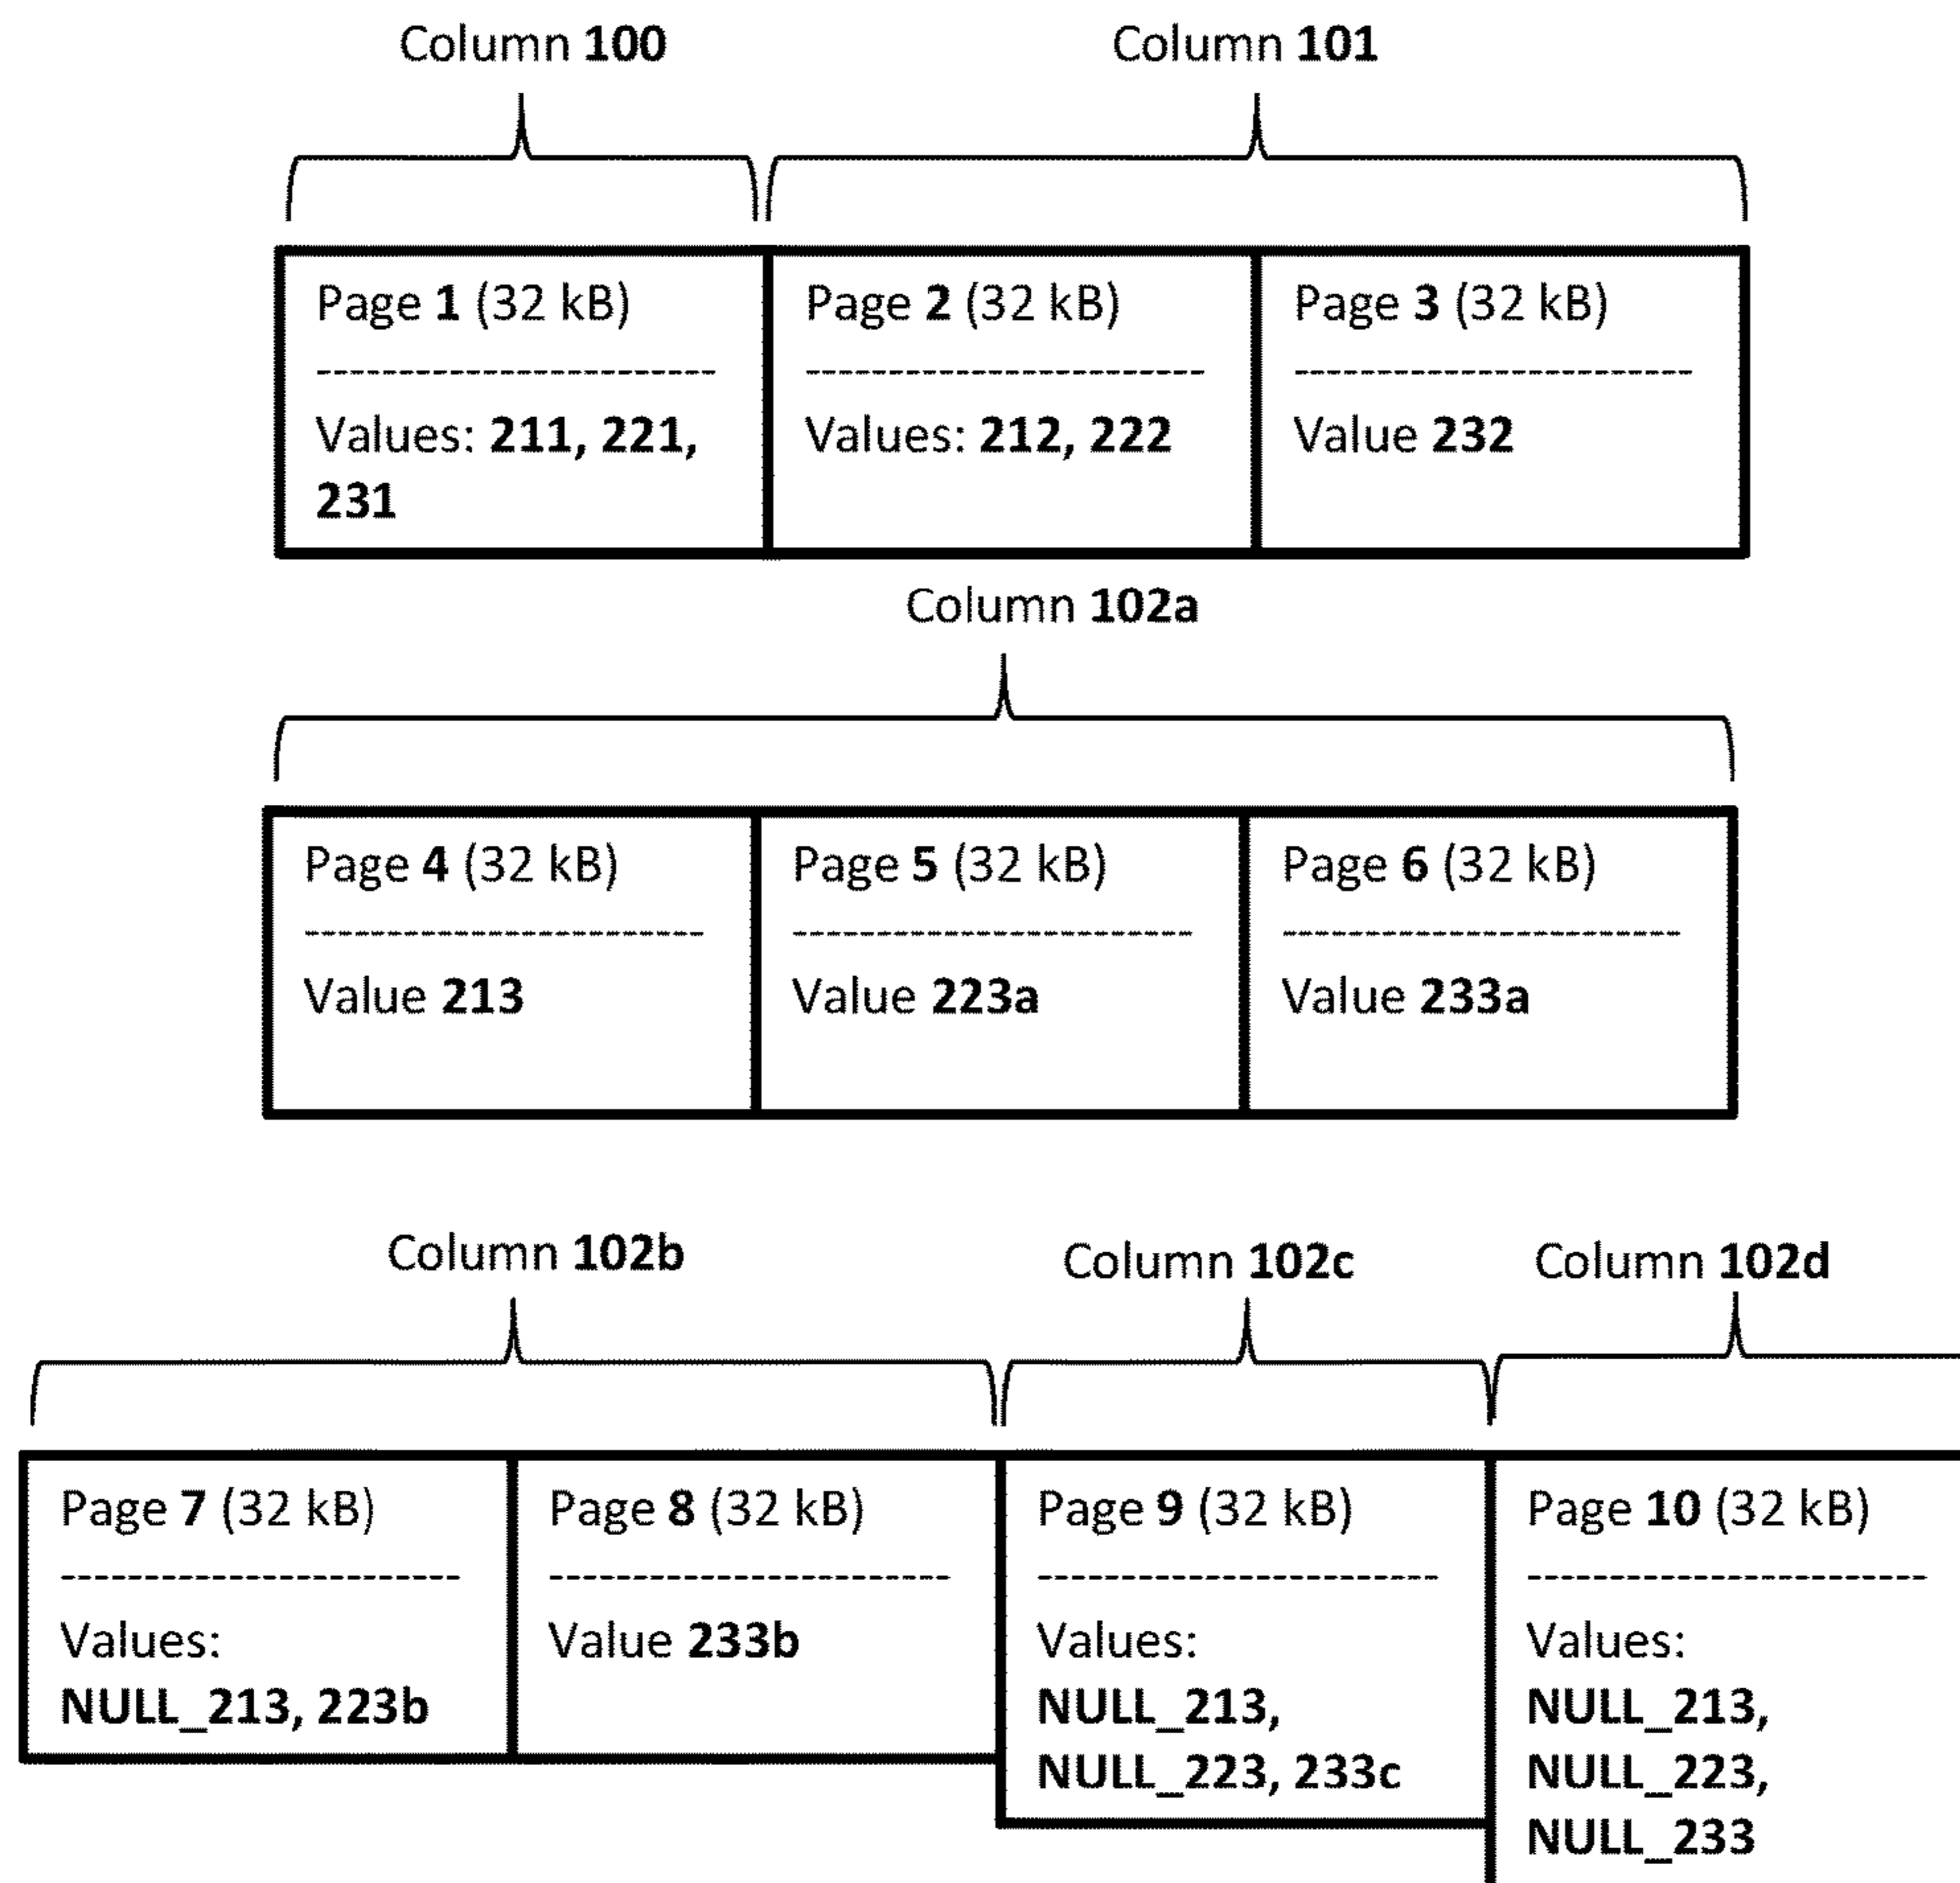 Column 100
Column 101
Page 1 (32 kB)
------------------------
Values: 211, 221,
231
Page 2 (32 kB)
------------------------
Values: 212, 222
Page 3 (32 kB)
------------------------
Value 232
Column 102a
Page 4 (32 kB)
------------------------
Value 213
Page 5 (32 kB)
------------------------
Value 223a
Page 6 (32 kB)
------------------------
Value 233a
Column 102b
Column 102c
Column 102d
Page 7 (32 kB)
------------------------
Values:
NULL_213, 223b
Page 8 (32 kB)
------------------------
Value 233b
Page 9 (32 kB)
------------------------
Values:
NULL_213,
NULL_223, 233c
Page 10 (32 kB)
------------------------
Values:
NULL_213,
NULL_223,
NULL_233